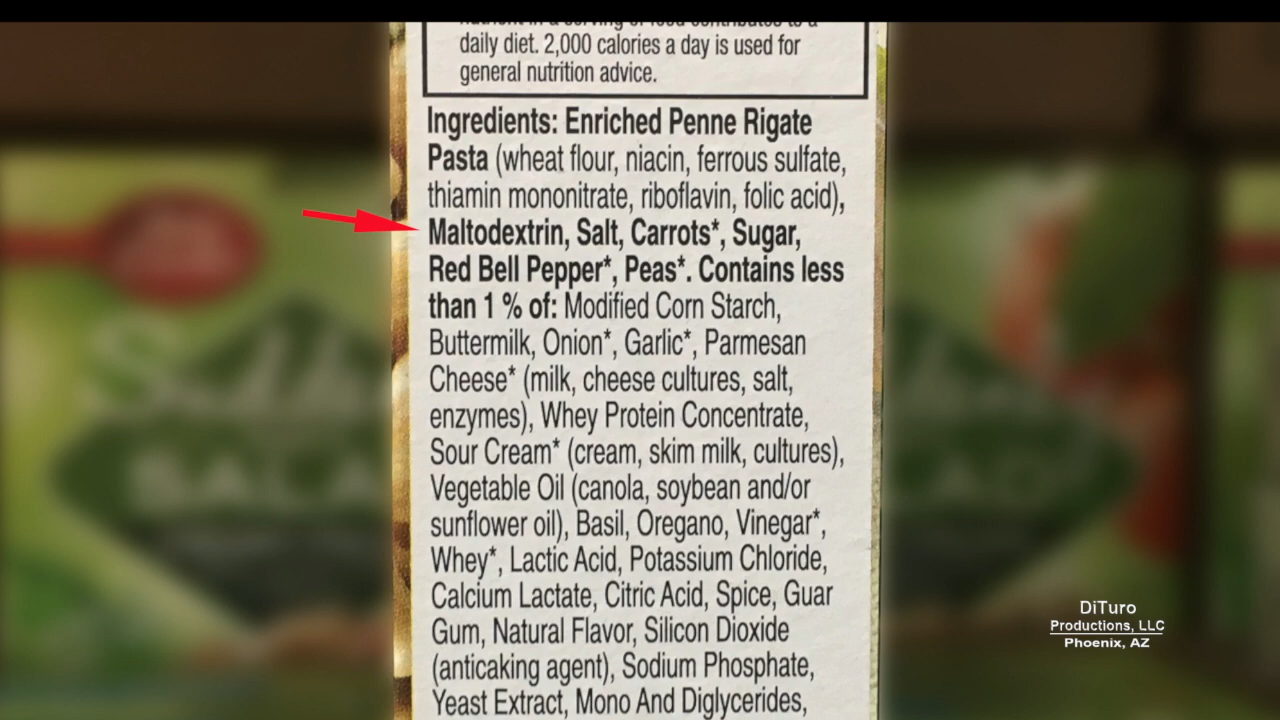 daily diet. 2,000 calories a day is used for
general nutrition advice.
Ingredients: Enriched Penne Rigate
Pasta (wheat flour, niacin, ferrous sulfate,
thiamin mononitrate, riboflavin, folic acid),
Maltodextrin, Salt, Carrots*, Sugar,
Red Bell Pepper*, Peas*. Contains less
than 1 % of: Modified Corn Starch,
Buttermilk, Onion*, Garlic*, Parmesan
Cheese* (milk, cheese cultures, salt,
enzymes), Whey Protein Concentrate,
Sour Cream* (cream, skim milk, cultures),
Vegetable Oil (canola, soybean and/or
sunflower oil), Basil, Oregano, Vinegar*,
Whey*, Lactic Acid, Potassium Chloride,
Calcium Lactate, Citric Acid, Spice, Guar
Gum, Natural Flavor, Silicon Dioxide
(anticaking agent), Sodium Phosphate,
Yeast Extract, Mono And Diglycerides,
DiTuro
Productions, LLC
Phoenix, AZ